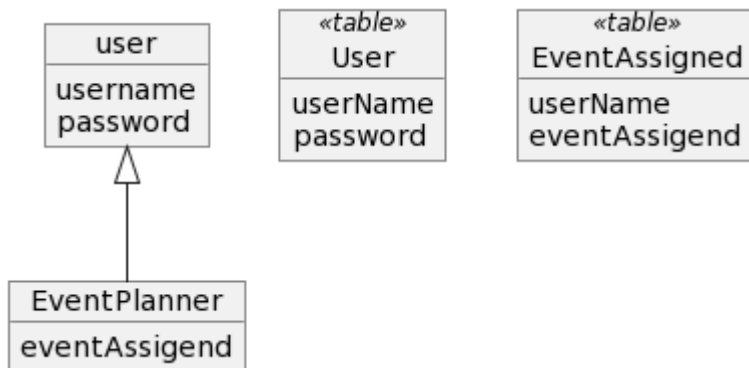 user
username
password
EventPlanner
eventAssigend
«table»
User
userName
password
«table»
EventAssigned
userName
eventAssigend